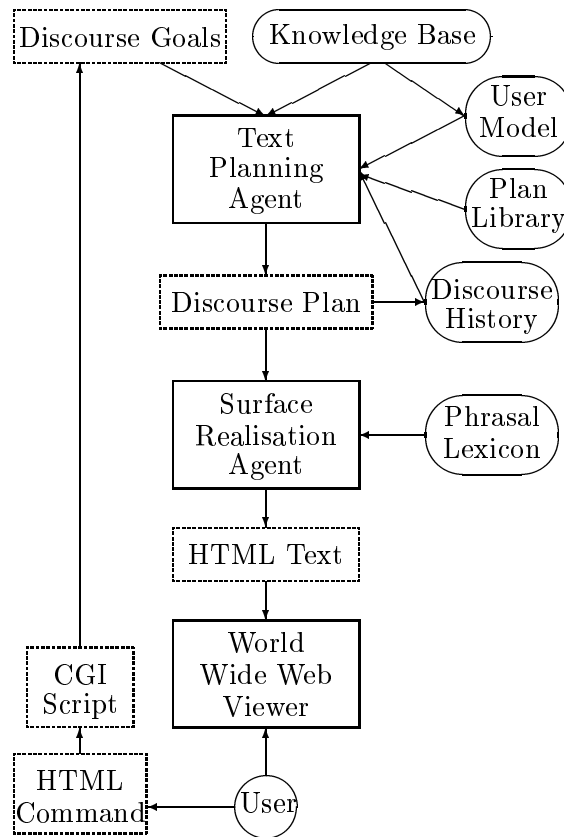 Discourse Goals
Knowledge Base
User
Model
Text
Planning
Agent
Plan
Library
Discourse Plan
Discourse
History
Surface
Realisation
Agent
Phrasal
Lexicon
HTML Text
World
Wide Web
Viewer
CGI
Script
HTML
Command
User